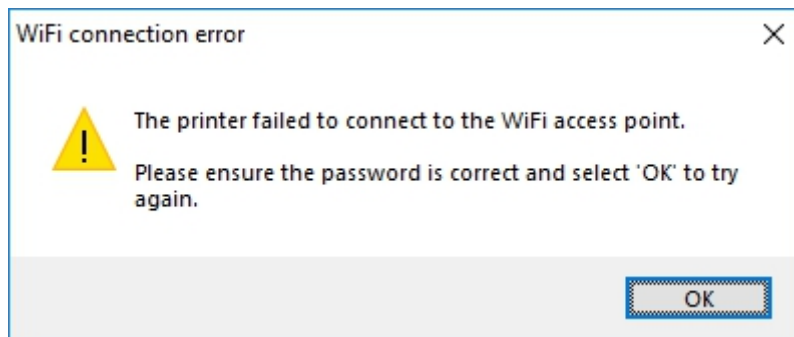 WiFi connection error
The printer failed to connect to the WiFi access point.
Please ensure the password is correct and select 'OK' to try
again.
OK